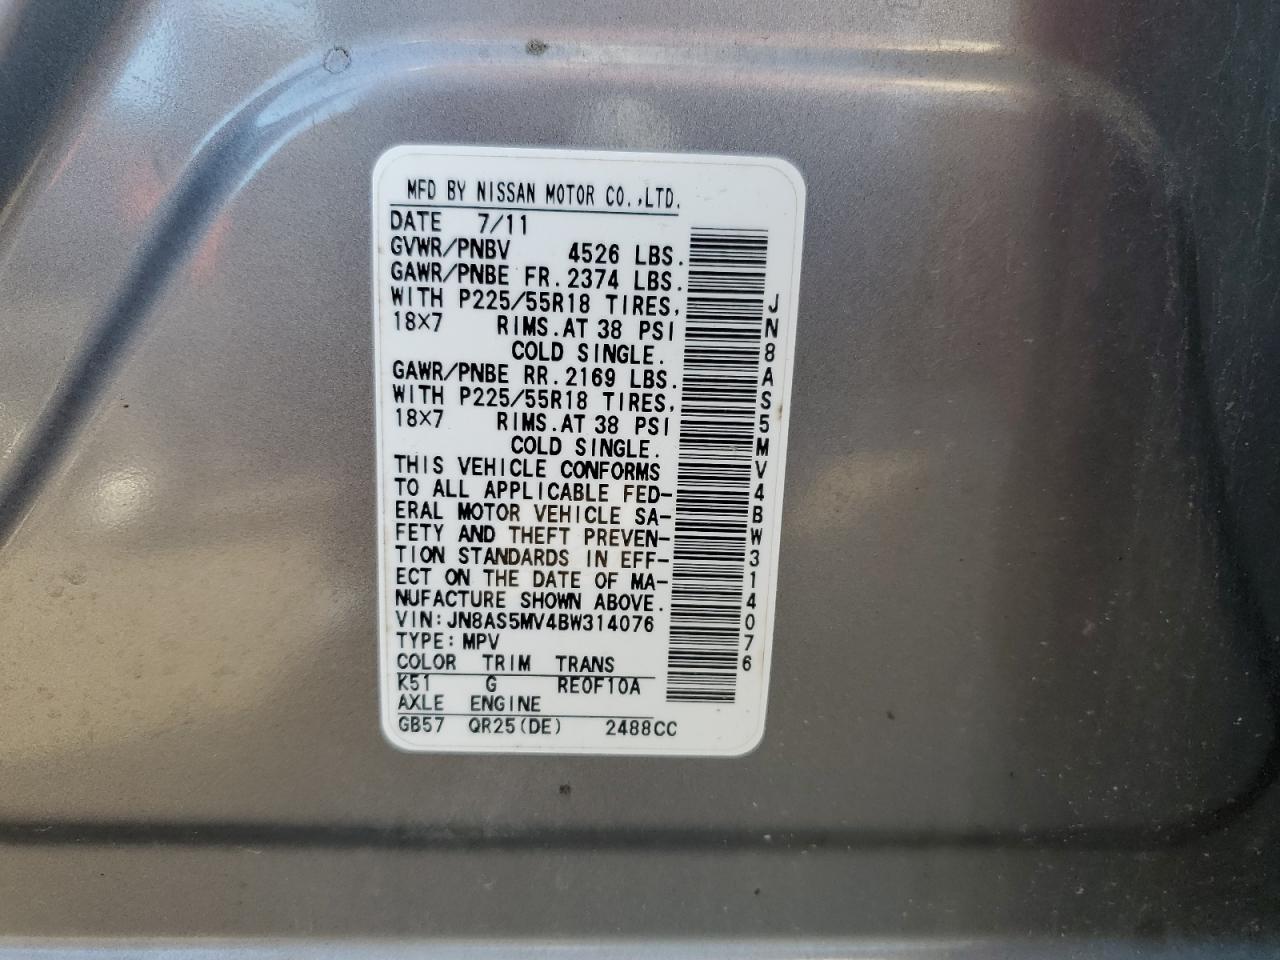 MFD BY NISSAN MOTOR CO.,LTD.
DATE 7/11
GVWR/PNBV 4526 LBS.
GAWR/PNBE FR. 2374 LBS.
WITH P225/55R18 TIRES,
18X7 RIMS. AT 38 PSI
COLD SINGLE.
GAWR/PNBE RR. 2169 LBS.
WITH P225/55R18 TIRES,
18X7 RIMS. AT 38 PSI
COLD SINGLE.
THIS VEHICLE CONFORMS
TO ALL APPLICABLE FED-
ERAL MOTOR VEHICLE SA-
FETY AND THEFT PREVEN-
TION STANDARDS IN EFF-
ECT ON THE DATE OF MA-
NUFACTURE SHOWN ABOVE.
VIN: JN8AS5MV4BW314076
TYPE: MPV
COLOR TRIM TRANS
K51 G RE0F10A
AXLE ENGINE
GB57 QR25(DE) 2488CC
JN8AS5MV4BW314076